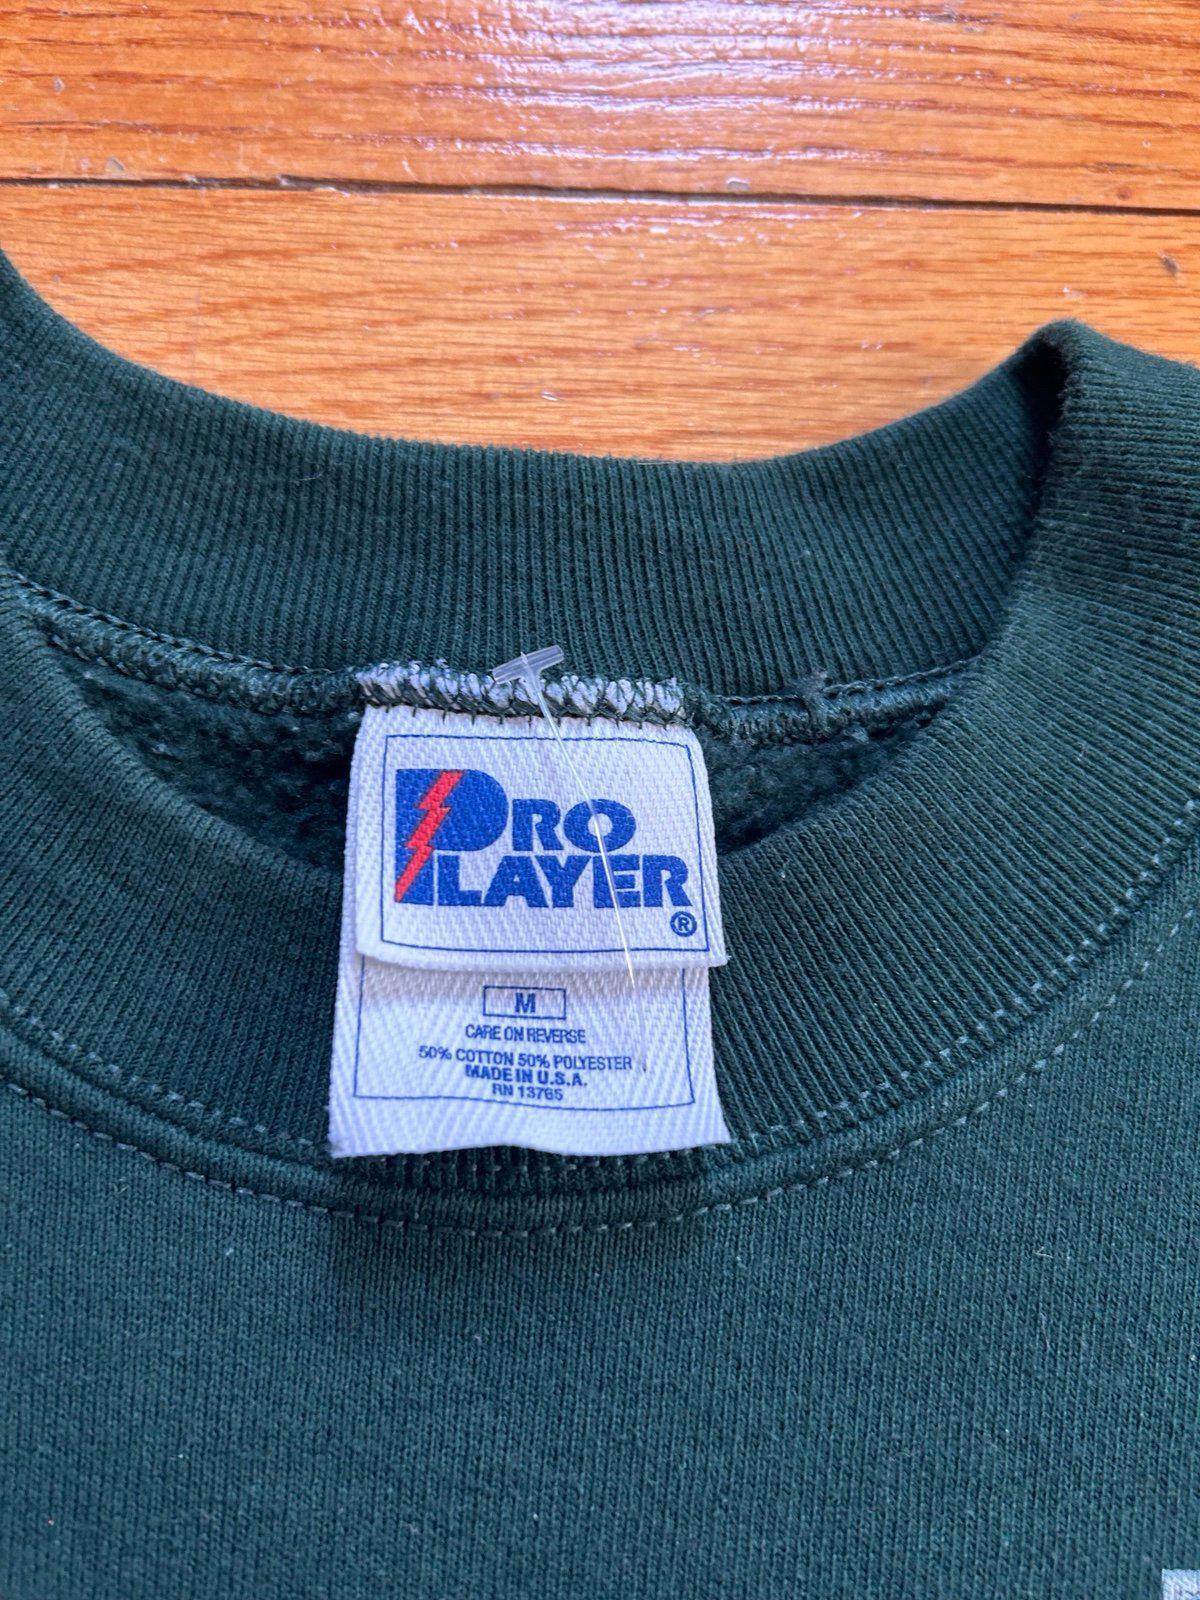 PRO
PLAYER
®
M
CARE ON REVERSE
50% COTTON 50% POLYESTER
MADE IN U.S.A.
RN 13765